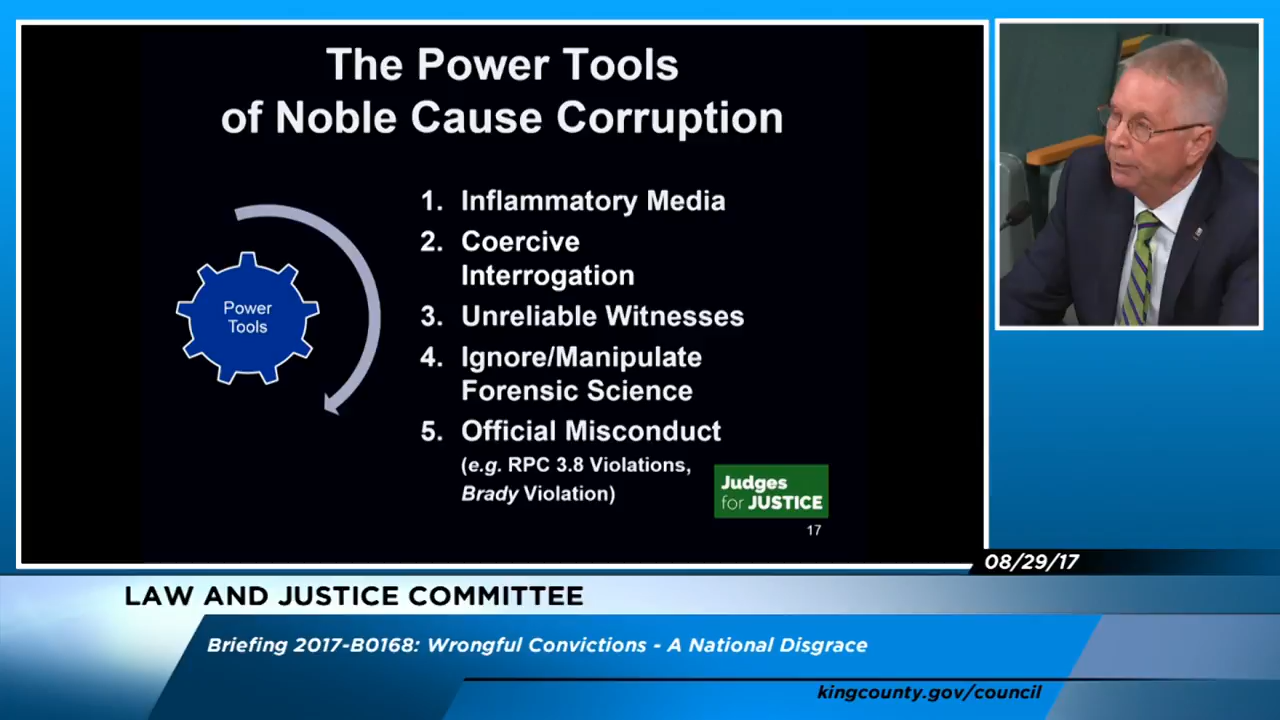 The Power Tools
of Noble Cause Corruption
Power
Tools
1. Inflammatory Media
2. Coercive
Interrogation
3. Unreliable Witnesses
4. Ignore/Manipulate
Forensic Science
5. Official Misconduct
(e.g. RPC 3.8 Violations,
Brady Violation)
Judges
for JUSTICE
17
08/29/17
LAW AND JUSTICE COMMITTEE
Briefing 2017-B0168: Wrongful Convictions - A National Disgrace
kingcounty.gov/council